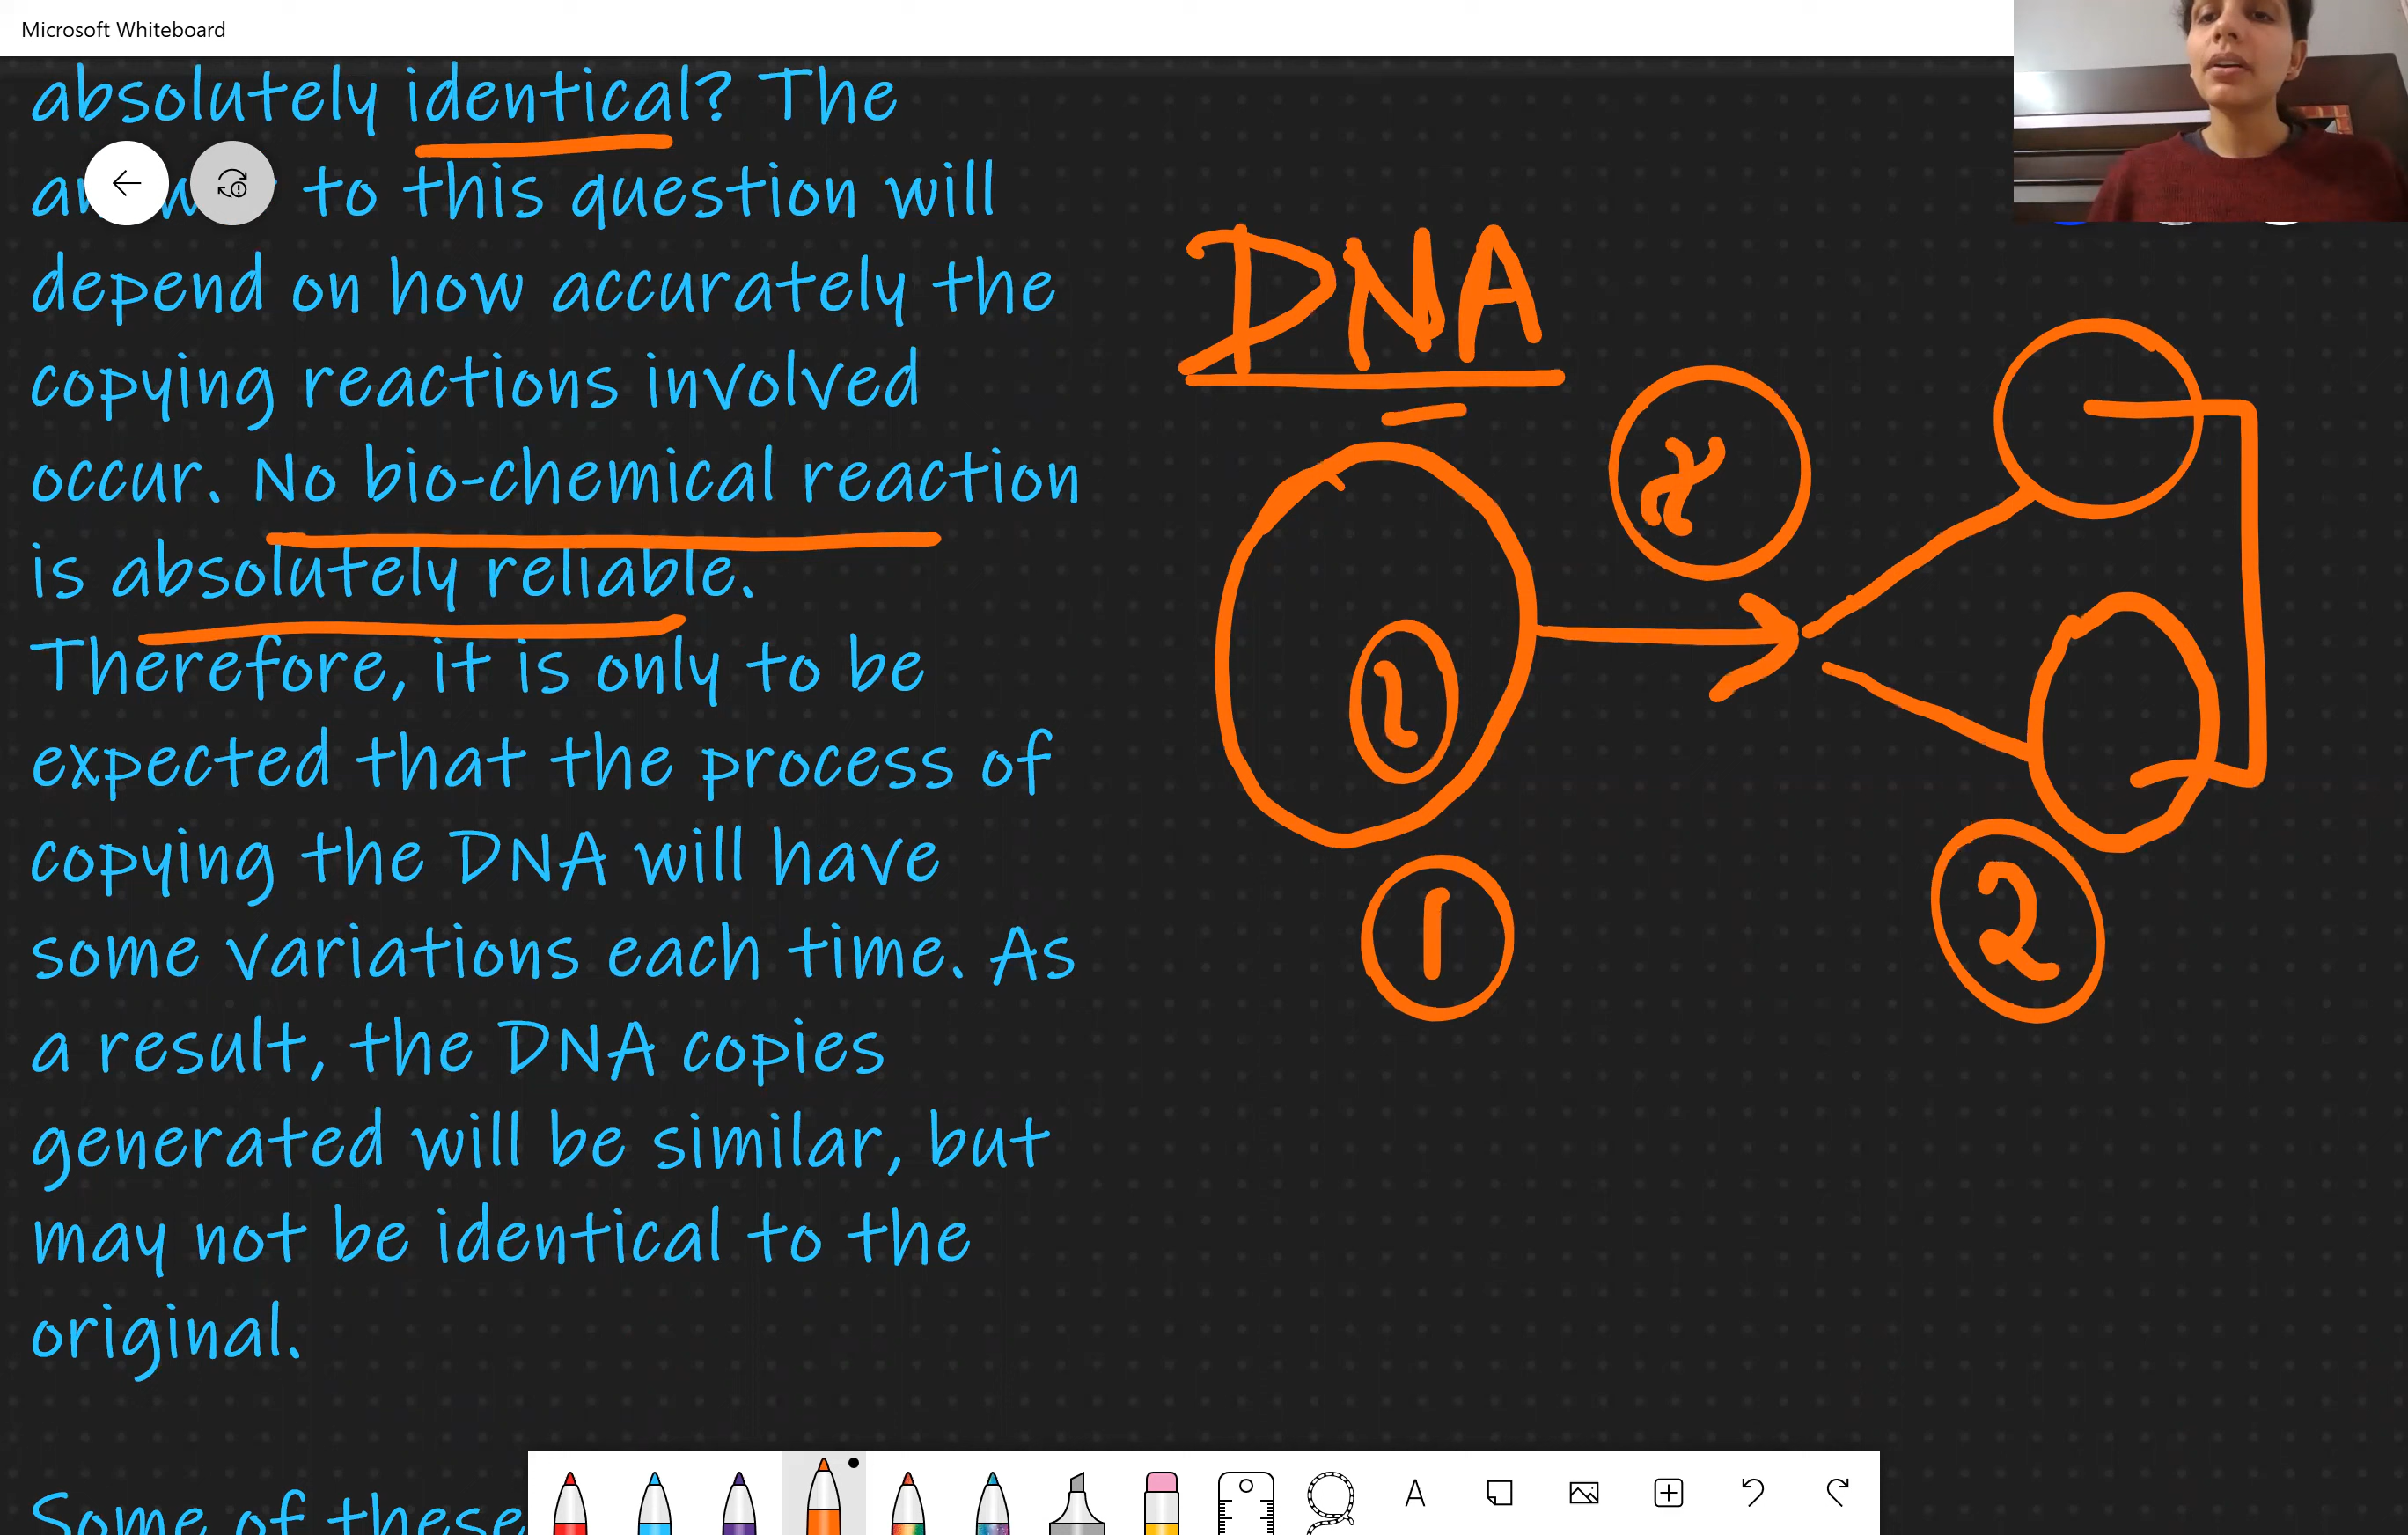 Microsoft Whiteboard
absolutely identical? The
to this question will
depend on how accurately the
copying reactions involved
occur. No bio-chemical reaction
is absolutely reliable.
Therefore, it is only to be
expected that the process of
copying the DNA will have
some variations each time. As
a result, the DNA copies
generated will be similar, but
may not be identical to the
original.
Some of these
DNA
1
2
A